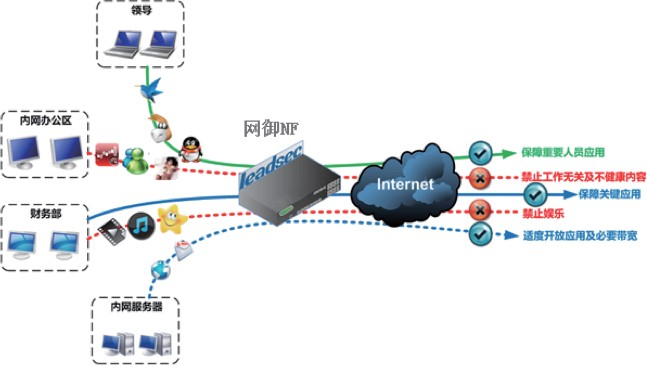 领导
内网办公区
网御NF
leadsec
Internet
保障重要人员应用
禁止工作无关及不健康内容
保障关键应用
财务部
禁止娱乐
适度开放应用及必要带宽
内网服务器